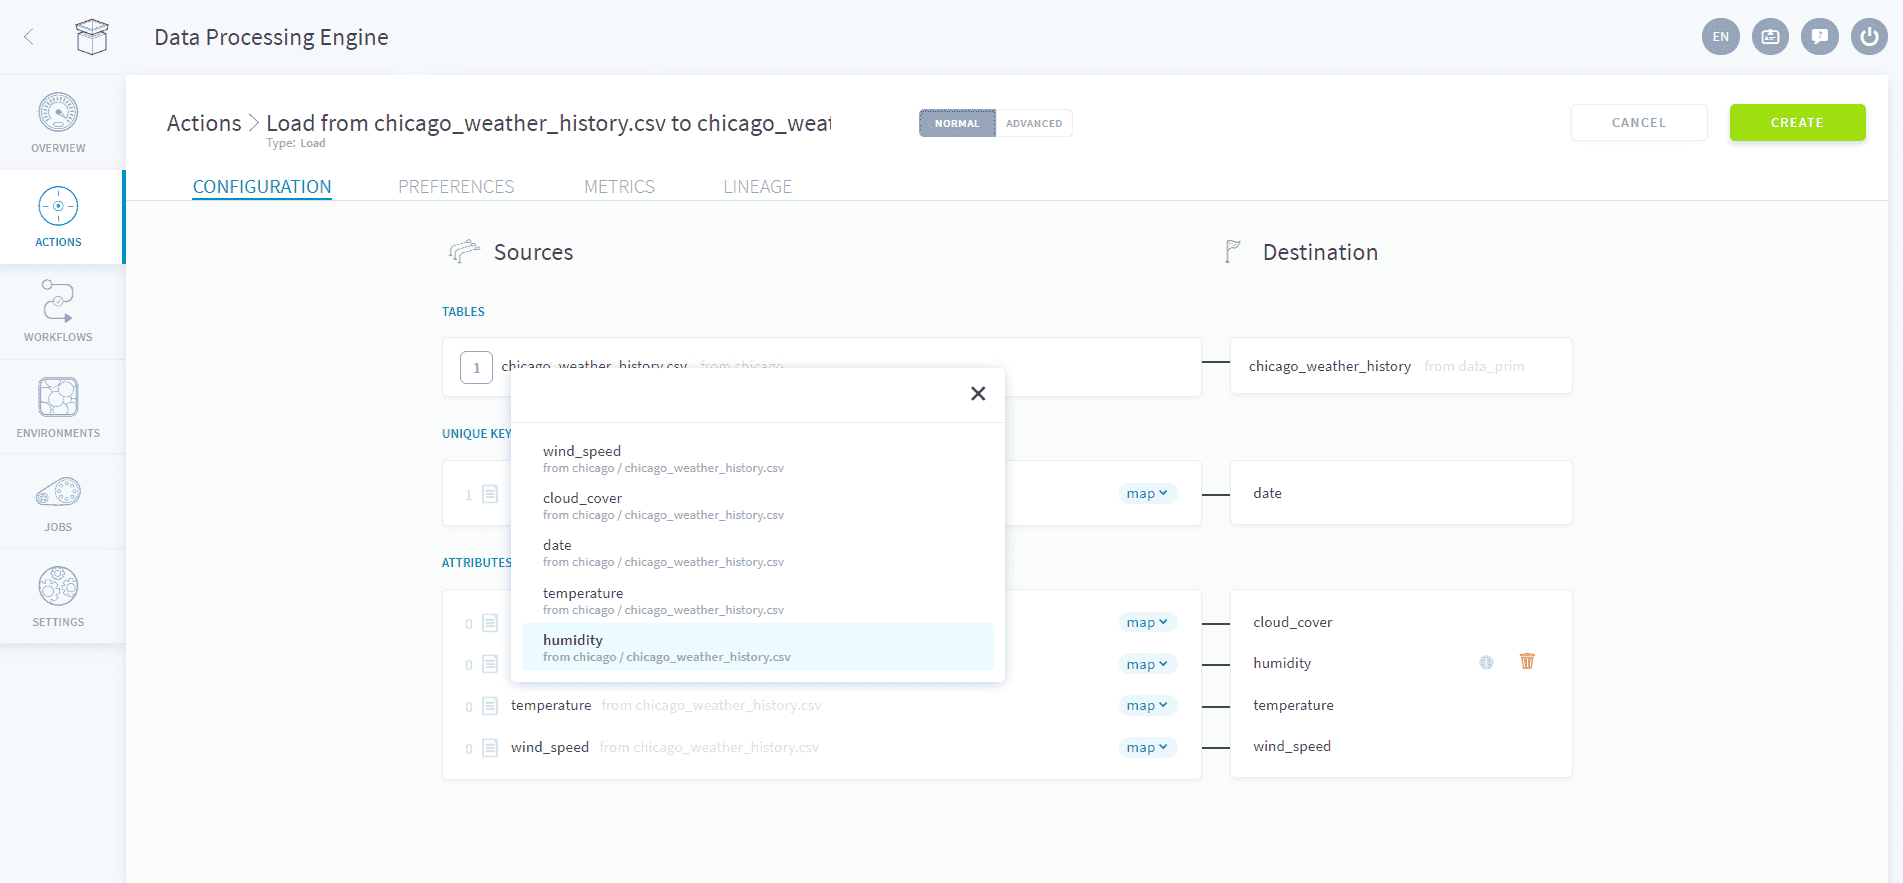 Data Processing Engine
EN
OVERVIEW
ACTIONS
WORKFLOWS
ENVIRONMENTS
JOBS
SETTINGS
Actions > Load from chicago_weather_history.csv to chicago_weat
Type: Load
NORMAL ADVANCED
CANCEL
CREATE
CONFIGURATION PREFERENCES METRICS LINEAGE
Sources
Destination
TABLES
1 chicago_weather_history.csv from chicago
chicago_weather_history from data_prim
UNIQUE KEY
1 map date
ATTRIBUTES
wind_speed
from chicago / chicago_weather_history.csv
cloud_cover
from chicago / chicago_weather_history.csv
date
from chicago / chicago_weather_history.csv
temperature
from chicago / chicago_weather_history.csv
humidity
from chicago / chicago_weather_history.csv
0 map cloud_cover
0 map humidity
0 temperature from chicago_weather_history.csv map temperature
0 wind_speed from chicago_weather_history.csv map wind_speed